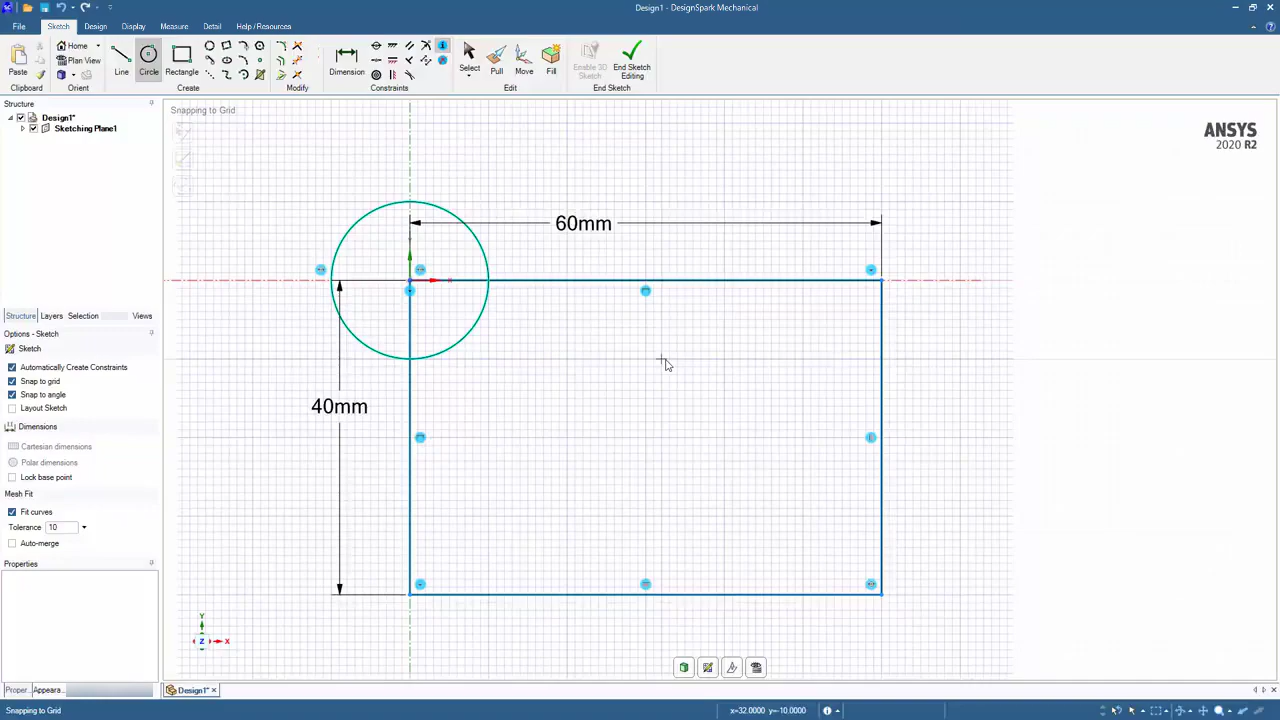 Design1 - DesignSpark Mechanical
File Sketch Design Display Measure Detail Help / Resources
Paste
Home
Plan View
Line
Circle
Rectangle
Dimension
Select
Pull
Move
Fill
Enable 3D Sketch
End Sketch Editing
Clipboard Orient Create Modify Constraints Edit End Sketch
Structure
Design1*
Sketching Plane1
Snapping to Grid
ANSYS
2020 R2
60mm
40mm
Structure Layers Selection Views
Options - Sketch
Sketch
Automatically Create Constraints
Snap to grid
Snap to angle
Layout Sketch
Dimensions
Cartesian dimensions
Polar dimensions
Lock base point
Mesh Fit
Fit curves
Tolerance 10
Auto-merge
Properties
Y
Z
X
Proper... Appeara...
Design1*
Snapping to Grid
x=32.0000 y=-10.0000